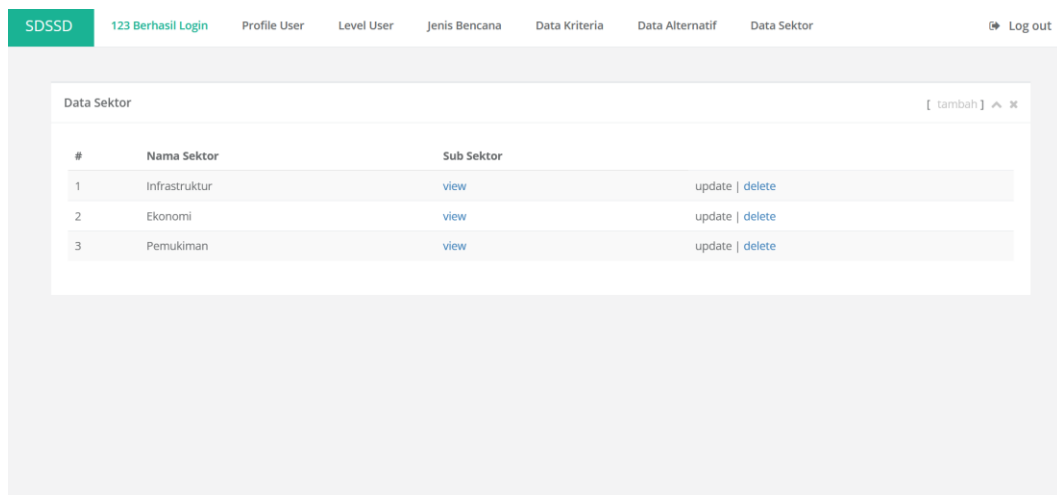 SDSSD 123 Berhasil Login Profile User Level User Jenis Bencana Data Kriteria Data Alternatif Data Sektor Log out
Data Sektor [ tambah ]
# Nama Sektor Sub Sektor
1 Infrastruktur view update | delete
2 Ekonomi view update | delete
3 Pemukiman view update | delete